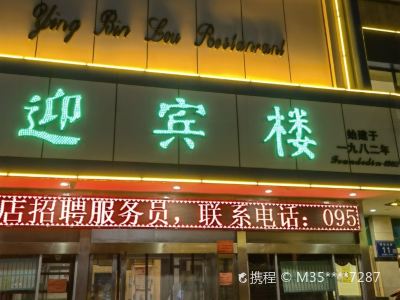 Ying Bin Lou Restaurant
迎宾楼
始建于
一九八二年
Founded in 1982
店招聘服务员，联系电话：095
11
携程 © M35****7287